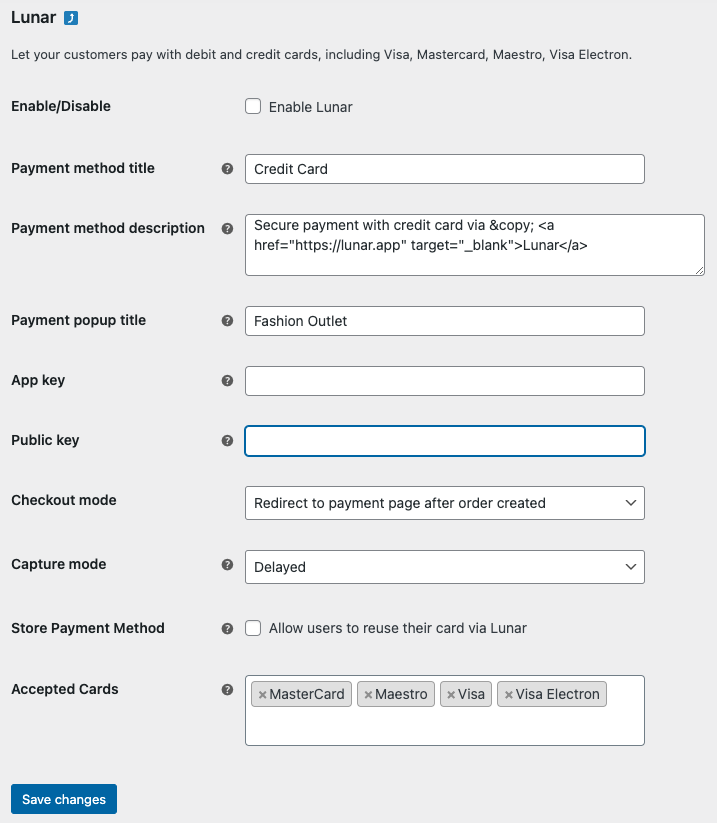 Lunar
Let your customers pay with debit and credit cards, including Visa, Mastercard, Maestro, Visa Electron.
Enable/Disable Enable Lunar
Payment method title ? Credit Card
Payment method description ? Secure payment with credit card via &copy; <a
href="https://lunar.app" target="_blank">Lunar</a>
Payment popup title ? Fashion Outlet
App key ?
Public key ?
Checkout mode Redirect to payment page after order created
Capture mode ? Delayed
Store Payment Method ? Allow users to reuse their card via Lunar
Accepted Cards ? ×MasterCard ×Maestro ×Visa ×Visa Electron
Save changes